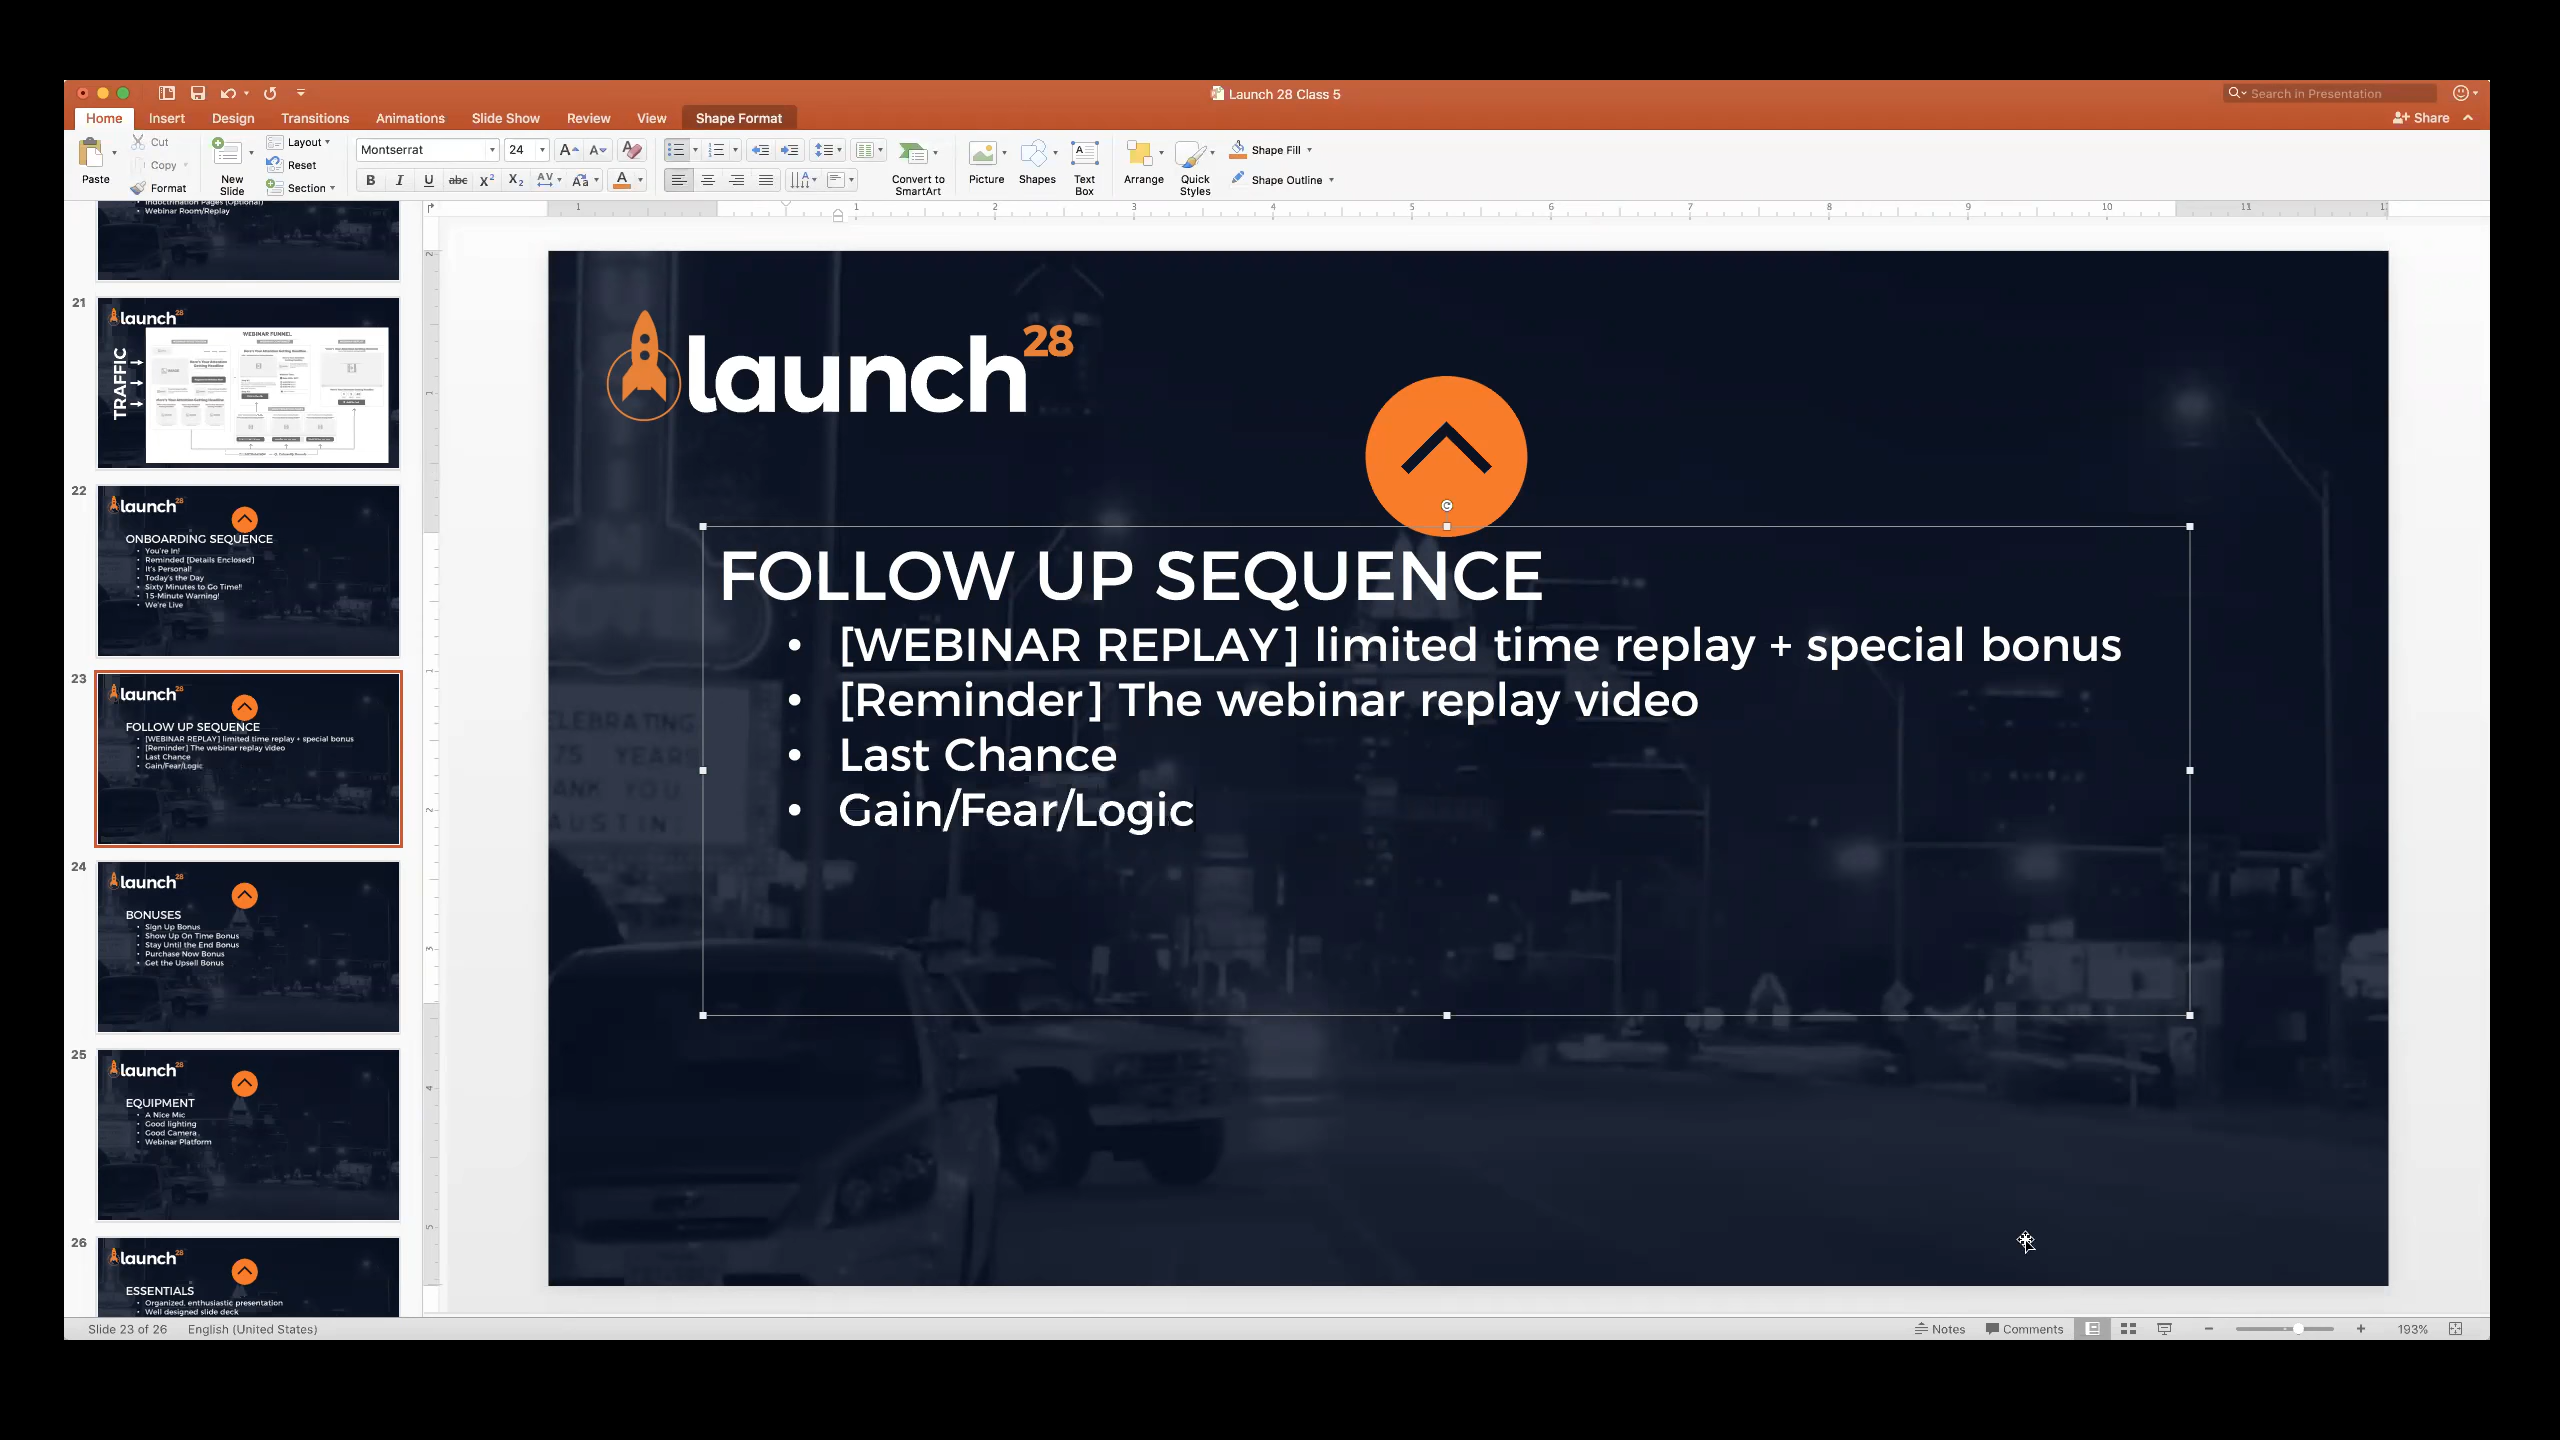 Launch 28 Class 5
Search in Presentation
Home Insert Design Transitions Animations Slide Show Review View Shape Format
Share
Paste
Cut
Copy
Format
New Slide
Layout
Reset
Section
Montserrat 24
Convert to SmartArt
Picture
Shapes
Text Box
Arrange
Quick Styles
Shape Fill
Shape Outline
Indoctrination Pages (Optional)
• Webinar Room/Replay
21
launch28
TRAFFIC
WEBINAR FUNNEL
22
launch28
ONBOARDING SEQUENCE
• You're In!
• Reminded [Details Enclosed]
• It's Personal!
• Today's the Day
• Sixty Minutes to Go Time!!
• 15-Minute Warning!
• We're Live
23
launch28
FOLLOW UP SEQUENCE
• [WEBINAR REPLAY] limited time replay + special bonus
• [Reminder] The webinar replay video
• Last Chance
• Gain/Fear/Logic
24
launch28
BONUSES
• Sign Up Bonus
• Show Up On Time Bonus
• Stay Until the End Bonus
• Purchase Now Bonus
• Get the Upsell Bonus
25
launch28
EQUIPMENT
• A Nice Mic
• Good lighting
• Good Camera
• Webinar Platform
26
launch28
ESSENTIALS
• Organized, enthusiastic presentation
• Well designed slide deck
launch28
FOLLOW UP SEQUENCE
• [WEBINAR REPLAY] limited time replay + special bonus
• [Reminder] The webinar replay video
• Last Chance
• Gain/Fear/Logic
CELEBRATING
75 YEARS
ANK YOU
AUSTIN!
Slide 23 of 26
English (United States)
Notes
Comments
193%